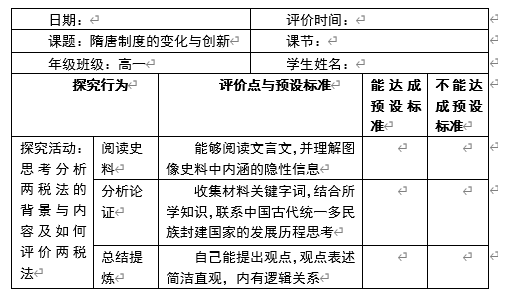 日期： 评价时间：
课题：隋唐制度的变化与创新 课节：
年级班级：高一 学生姓名：
探究行为 评价点与预设标准 能达成 不能达
预设标 成预设
准 标准
探究活动： 阅读史 能够阅读文言文,并理解图
思考分析 料 像史料中内涵的隐性信息
两税法的 分析论 收集材料关键字词,结合所
背景与内 证 学知识,联系中国古代统一多民
容及如何 族封建国家的发展历程思考
评价两税 总结提 自己能提出观点,观点表述
法 炼 简洁直观，内有逻辑关系